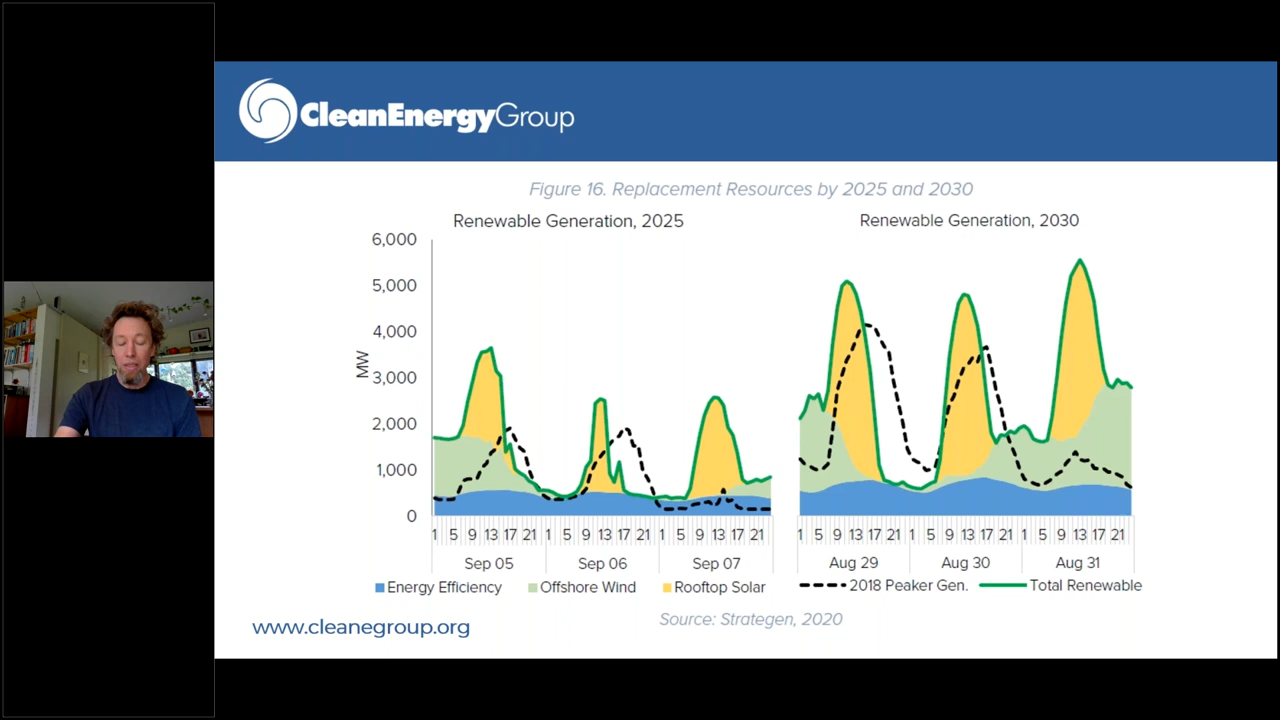 CleanEnergyGroup
Figure 16. Replacement Resources by 2025 and 2030
Renewable Generation, 2025
Renewable Generation, 2030
MW
6,000
5,000
4,000
3,000
2,000
1,000
0
1 5 9 13 17 21 1 5 9 13 17 21 1 5 9 13 17 21
1 5 9 13 17 21 1 5 9 13 17 21 1 5 9 13 17 21
Sep 05 Sep 06 Sep 07
Aug 29 Aug 30 Aug 31
Energy Efficiency Offshore Wind Rooftop Solar
2018 Peaker Gen. Total Renewable
Source: Strategen, 2020
www.cleanegroup.org